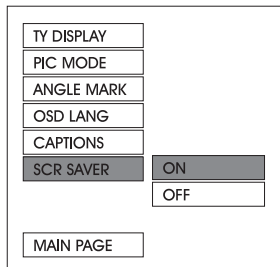 TY DISPLAY
PIC MODE
ANGLE MARK
OSD LANG
CAPTIONS
SCR SAVER ON
OFF
MAIN PAGE